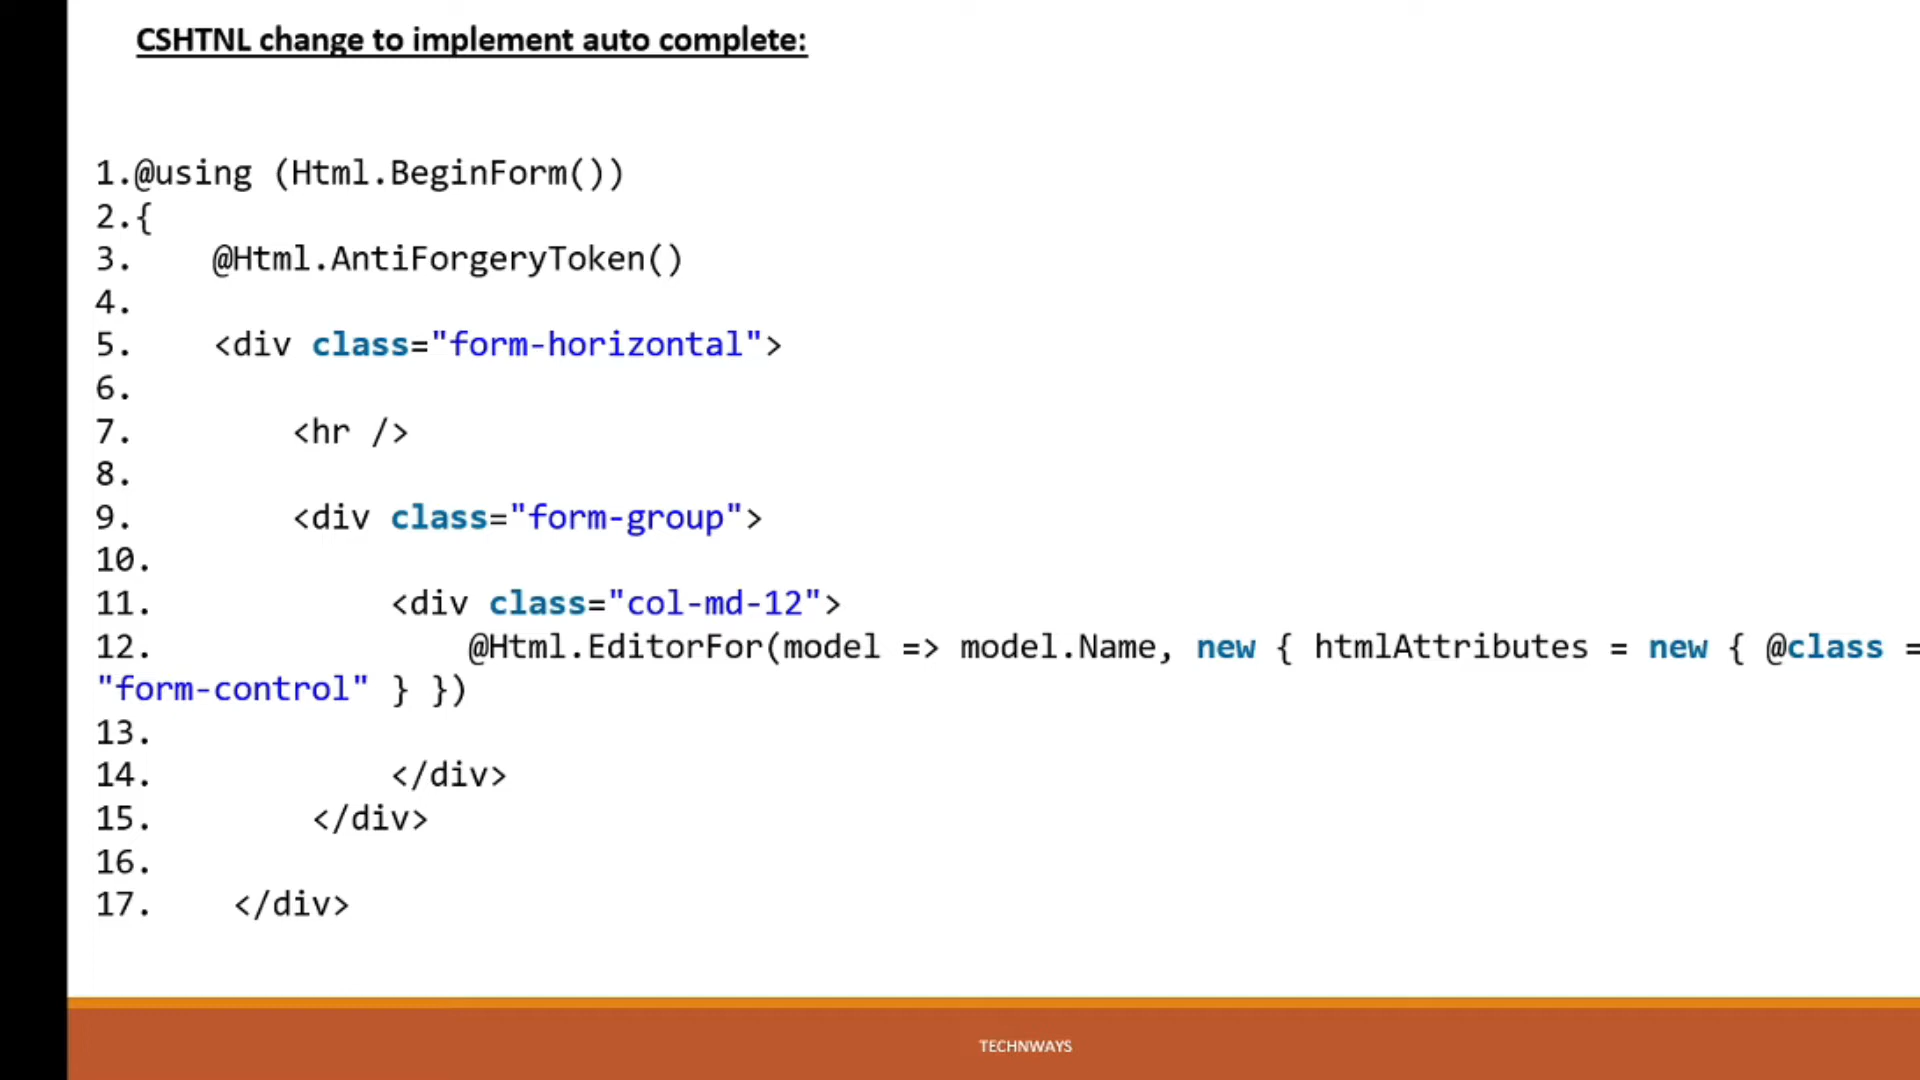 CSHTNL change to implement auto complete:
1.@using (Html.BeginForm())
2.{
3.    @Html.AntiForgeryToken()
4.
5.    <div class="form-horizontal">
6.
7.        <hr />
8.
9.        <div class="form-group">
10.
11.            <div class="col-md-12">
12.                @Html.EditorFor(model => model.Name, new { htmlAttributes = new { @class =
"form-control" } })
13.
14.            </div>
15.        </div>
16.
17.    </div>
TECHNWAYS